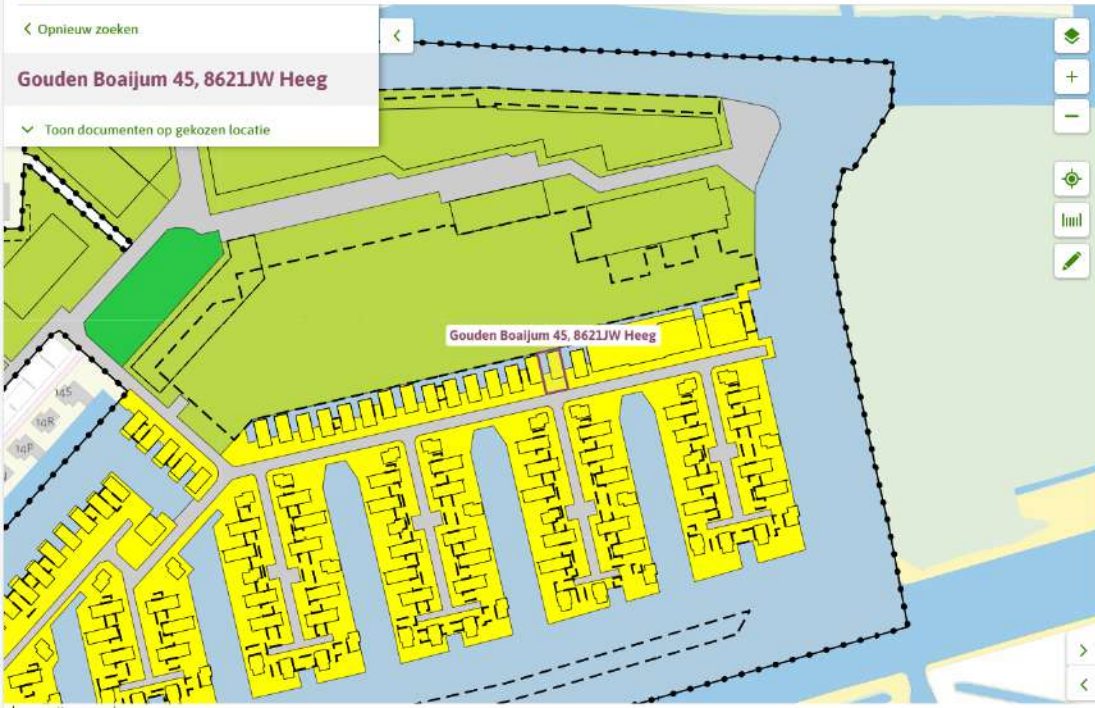 Opnieuw zoeken
Gouden Boaijum 45, 8621JW Heeg
Toon documenten op gekozen locatie
Gouden Boaijum 45, 8621JW Heeg
14S
14R
14P